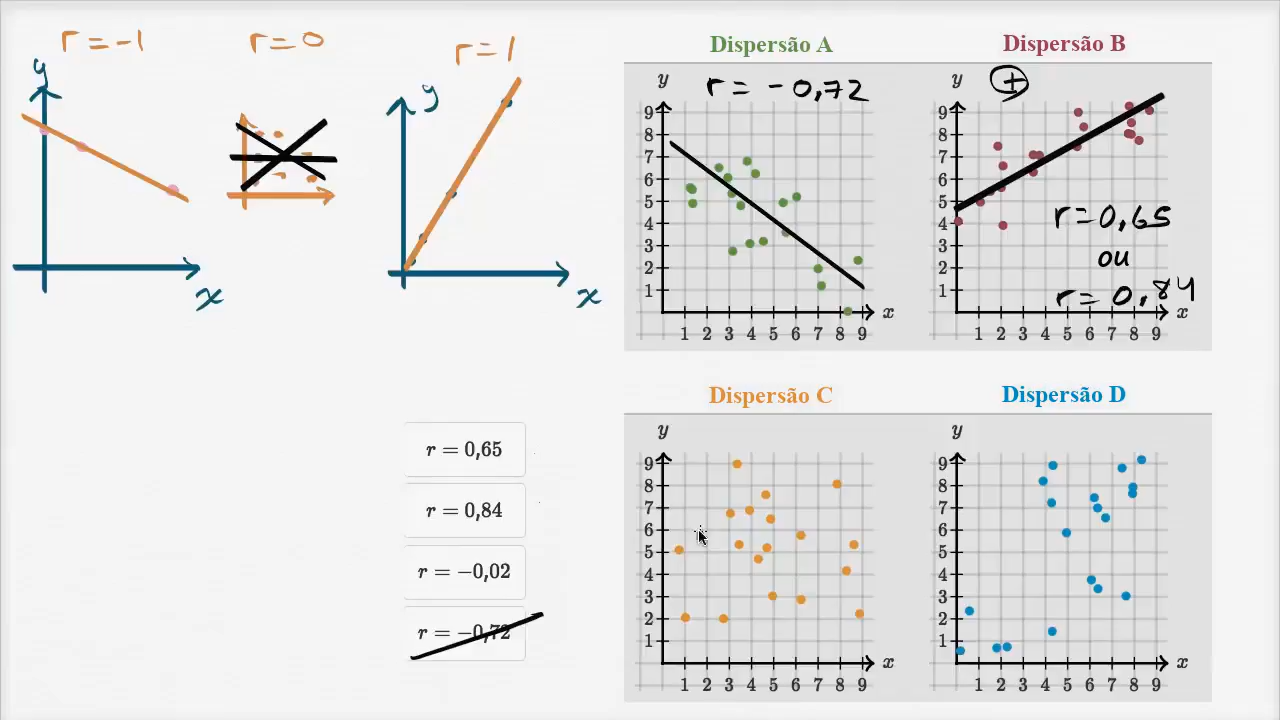 r = -1
r = 0
r = 1
y
x
y
x
Dispersão A
r = - 0,72
y
9
8
7
6
5
4
3
2
1
1 2 3 4 5 6 7 8 9
x
Dispersão B
+
y
9
8
7
6
5
4
3
2
1
r = 0,65
ou
r = 0,84
1 2 3 4 5 6 7 8 9
x
r = 0,65
r = 0,84
r = −0,02
r = −0,72
Dispersão C
y
9
8
7
6
5
4
3
2
1
1 2 3 4 5 6 7 8 9
x
Dispersão D
y
9
8
7
6
5
4
3
2
1
1 2 3 4 5 6 7 8 9
x